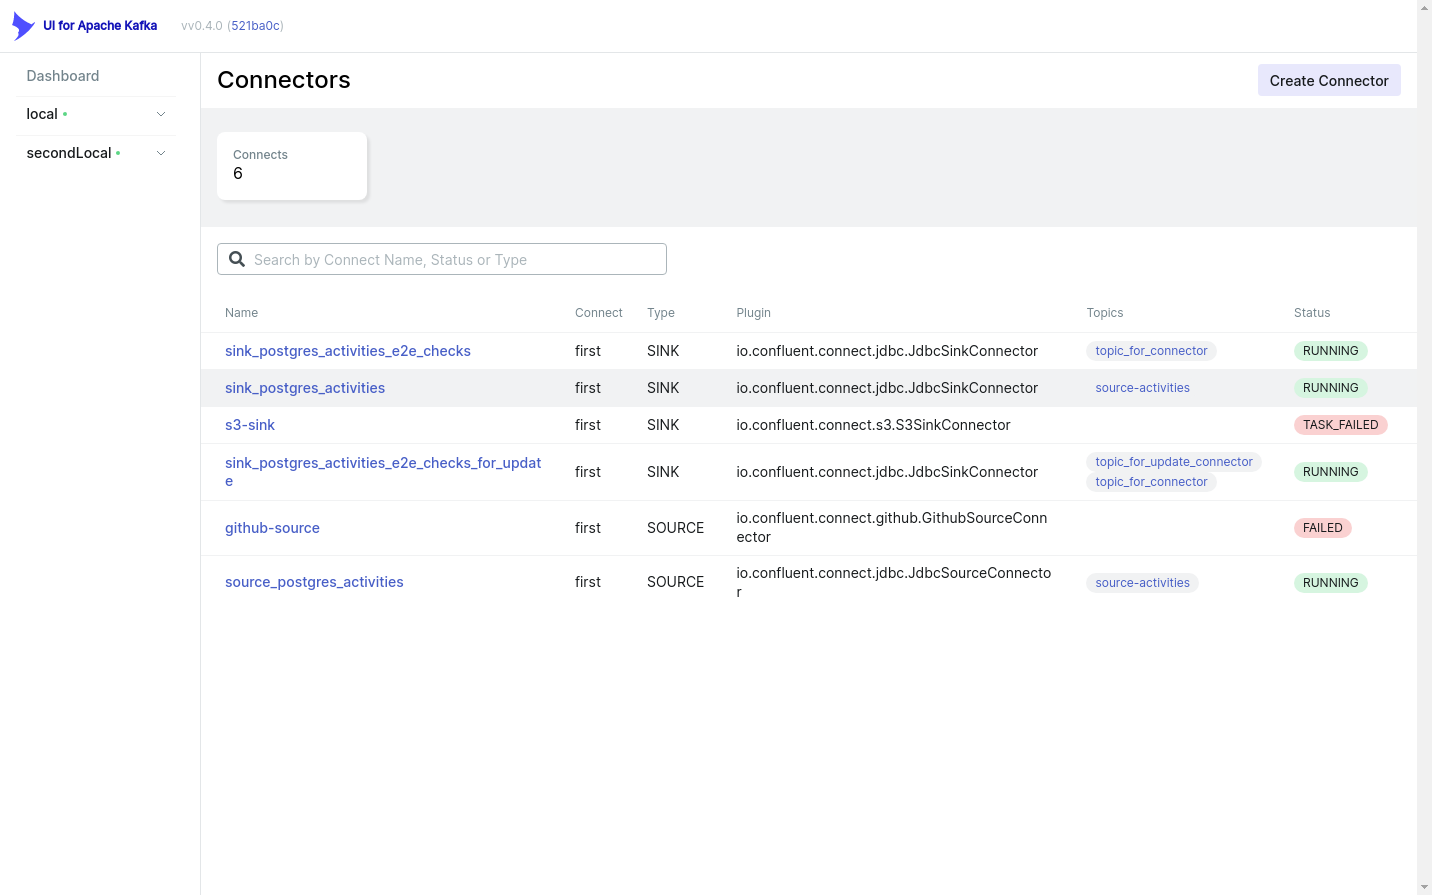 UI for Apache Kafka
vv0.4.0 (521ba0c)
Dashboard
local
secondLocal
Connectors
Create Connector
Connects
6
Search by Connect Name, Status or Type
Name Connect Type Plugin Topics Status
sink_postgres_activities_e2e_checks first SINK io.confluent.connect.jdbc.JdbcSinkConnector topic_for_connector RUNNING
sink_postgres_activities first SINK io.confluent.connect.jdbc.JdbcSinkConnector source-activities RUNNING
s3-sink first SINK io.confluent.connect.s3.S3SinkConnector TASK_FAILED
sink_postgres_activities_e2e_checks_for_updat
e
first SINK io.confluent.connect.jdbc.JdbcSinkConnector
topic_for_update_connector
topic_for_connector
RUNNING
github-source first SOURCE
io.confluent.connect.github.GithubSourceConn
ector
FAILED
source_postgres_activities first SOURCE
io.confluent.connect.jdbc.JdbcSourceConnecto
r
source-activities RUNNING